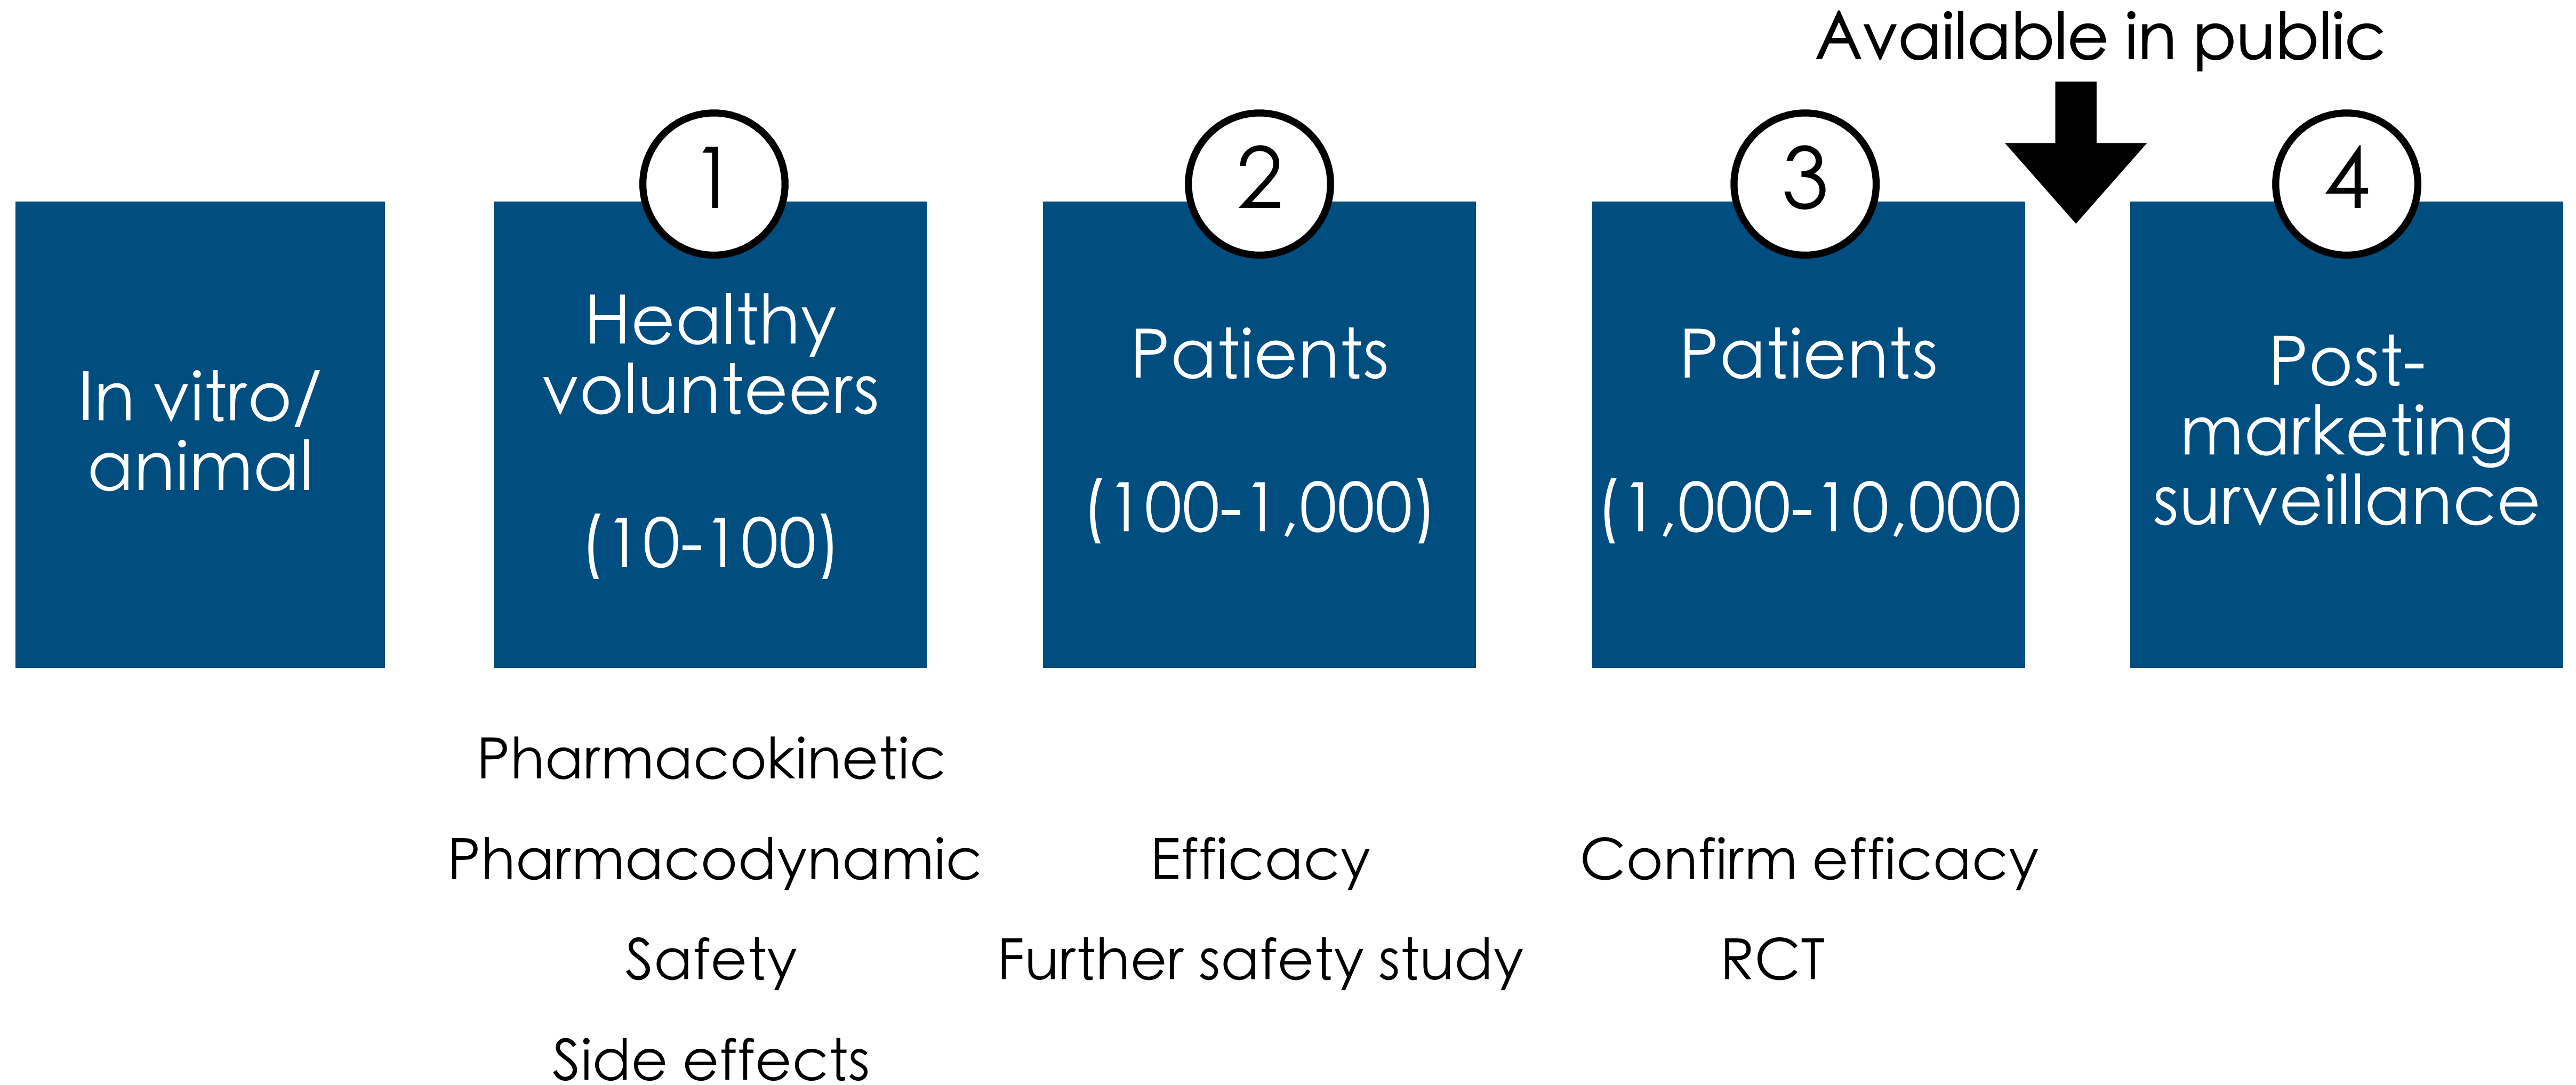 Available in public
1
2
3
4
In vitro/
animal
Healthy
volunteers
(10-100)
Patients
(100-1,000)
Patients
(1,000-10,000
Post-
marketing
surveillance
Pharmacokinetic
Pharmacodynamic
Safety
Side effects
Efficacy
Further safety study
Confirm efficacy
RCT